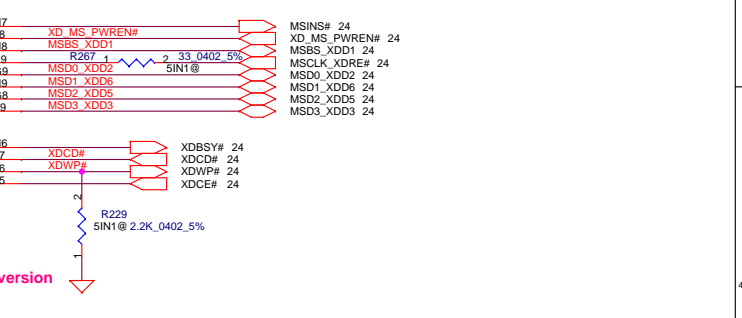 MSINS# 24
XD_MS_PWREN# XD_MS_PWREN# 24
MSBS_XDD1 MSBS_XDD1 24
R267 1 2 33_0402_5% MSCLK_XDRE# 24
MSD0_XDD2 5IN1@ MSD0_XDD2 24
MSD1_XDD6 MSD1_XDD6 24
MSD2_XDD5 MSD2_XDD5 24
MSD3_XDD3 MSD3_XDD3 24
XDBSY# 24
XDCD# XDCD# 24
XDWP# XDWP# 24
XDCE# 24
2
R229
5IN1@ 2.2K_0402_5%
1
version
4